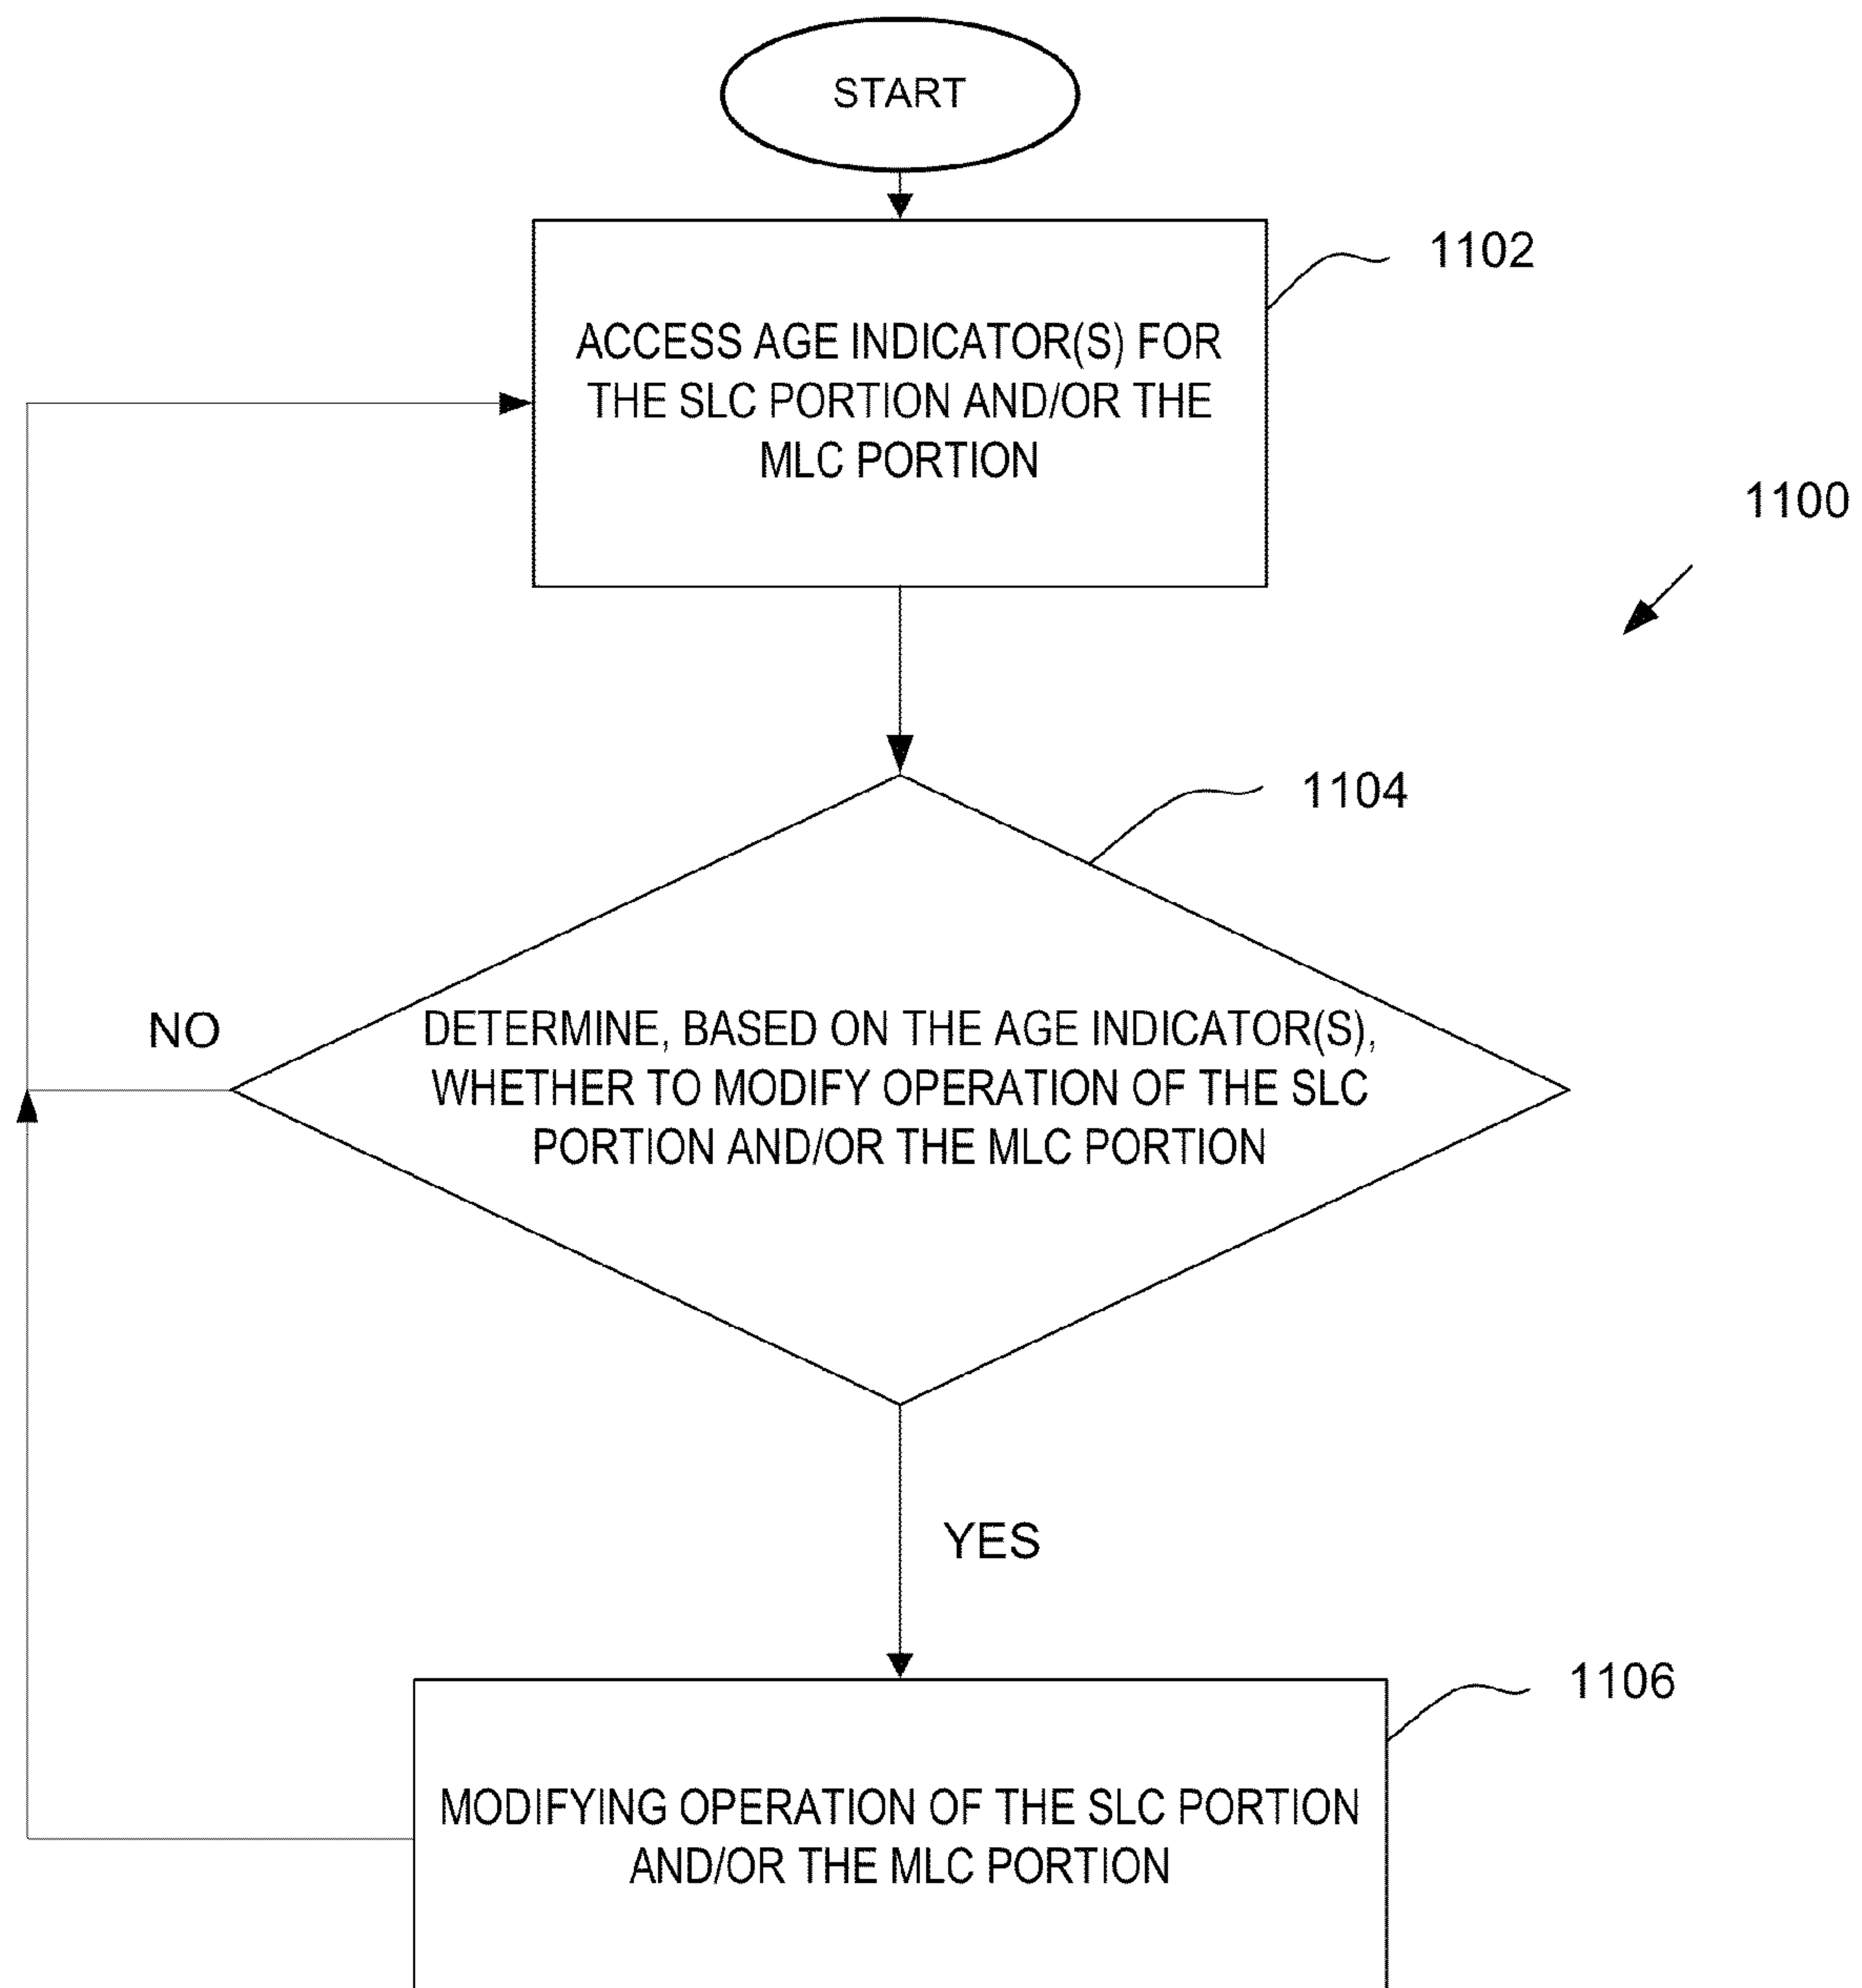 START
1102
ACCESS AGE INDICATOR(S) FOR
THE SLC PORTION AND/OR THE
MLC PORTION
1100
1104
NO
DETERMINE, BASED ON THE AGE INDICATOR(S),
WHETHER TO MODIFY OPERATION OF THE SLC
PORTION AND/OR THE MLC PORTION
YES
1106
MODIFYING OPERATION OF THE SLC PORTION
AND/OR THE MLC PORTION